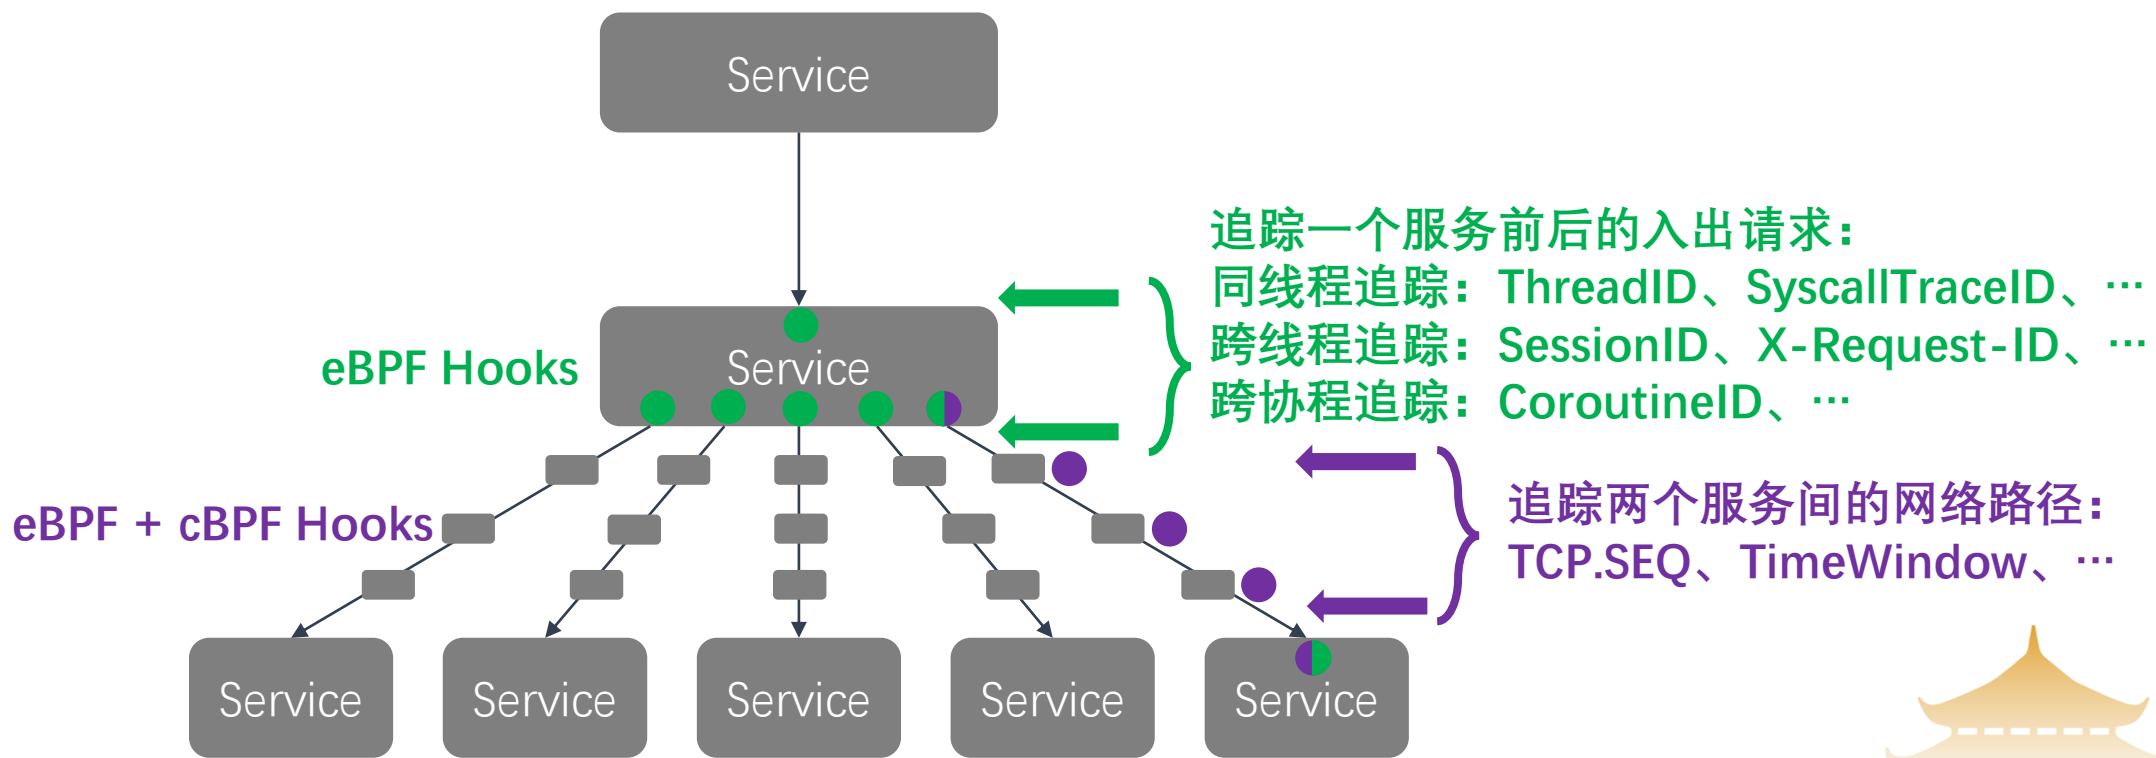 Service
追踪一个服务前后的入出请求：
同线程追踪：ThreadID、SyscallTraceID、…
跨线程追踪：SessionID、X-Request-ID、…
跨协程追踪：CoroutineID、…
eBPF Hooks
Service
eBPF + cBPF Hooks
追踪两个服务间的网络路径：
TCP.SEQ、TimeWindow、…
Service
Service
Service
Service
Service